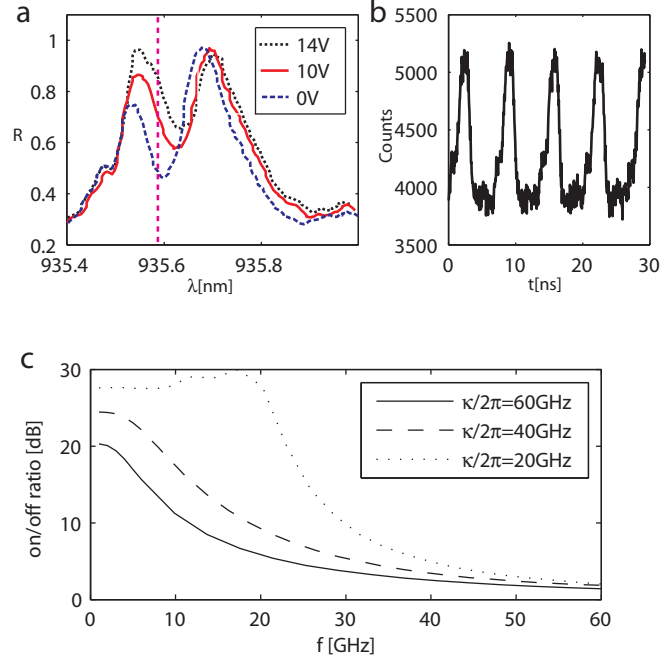 a
1
0.8
R
0.6
0.4
0.2
935.4
935.6
935.8
λ[nm]
14V
10V
0V
b
5500
5000
Counts
4500
4000
3500
0
10
20
30
t[ns]
c
30
20
on/off ratio [dB]
10
0
0
10
20
30
40
50
60
f [GHz]
κ/2π=60GHz
κ/2π=40GHz
κ/2π=20GHz